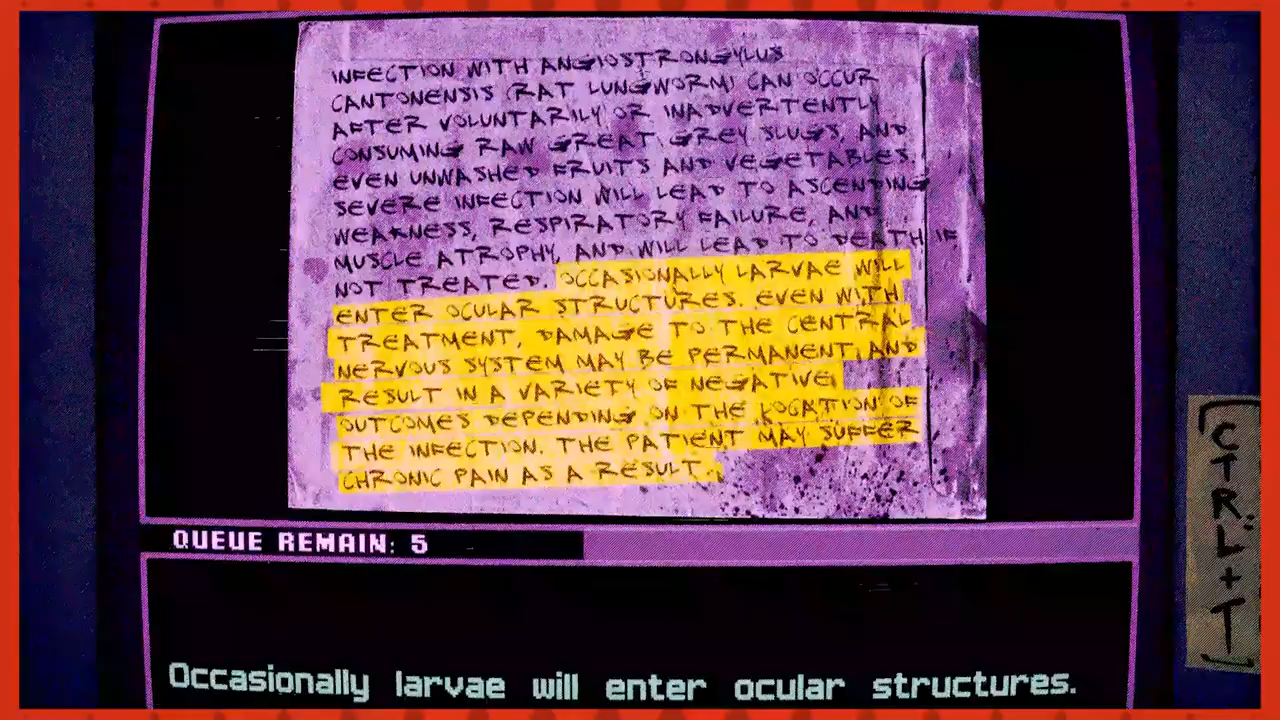 INFECTION WITH ANGIOSTRONGYLUS
CANTONENSIS (RAT LUNGWORM) CAN OCCUR
AFTER VOLUNTARILY OR INADVERTENTLY
CONSUMING RAW GREAT GREY SLUGS, AND
EVEN UNWASHED FRUITS AND VEGETABLES.
SEVERE INFECTION WILL LEAD TO ASCENDING
WEAKNESS, RESPIRATORY FAILURE, AND
MUSCLE ATROPHY, AND WILL LEAD TO DEATH IF
NOT TREATED. OCCASIONALLY LARVAE WILL
ENTER OCULAR STRUCTURES. EVEN WITH
TREATMENT, DAMAGE TO THE CENTRAL
NERVOUS SYSTEM MAY BE PERMANENT, AND
RESULT IN A VARIETY OF NEGATIVE
OUTCOMES DEPENDING ON THE LOCATION OF
THE INFECTION. THE PATIENT MAY SUFFER
CHRONIC PAIN AS A RESULT.
QUEUE REMAIN: 5
Occasionally larvae will enter ocular structures.
[CTRL+T]